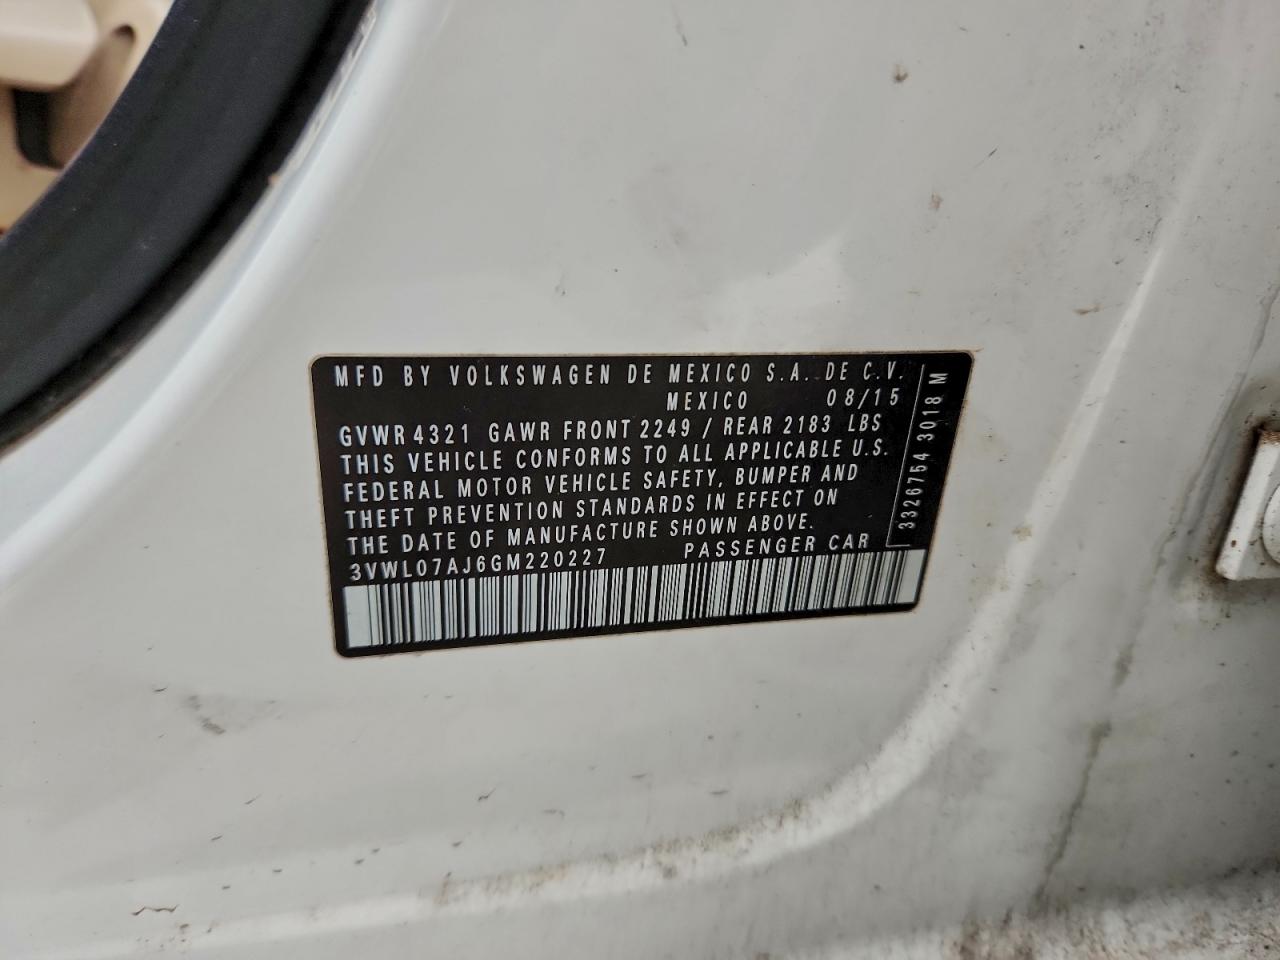 MFD BY VOLKSWAGEN DE MEXICO S.A. DE C.V.
MEXICO 08/15
GVWR 4321 GAWR FRONT 2249 / REAR 2183 LBS
THIS VEHICLE CONFORMS TO ALL APPLICABLE U.S.
FEDERAL MOTOR VEHICLE SAFETY, BUMPER AND
THEFT PREVENTION STANDARDS IN EFFECT ON
THE DATE OF MANUFACTURE SHOWN ABOVE.
3VWL07AJ6GM220227 PASSENGER CAR
3326754 3018 M